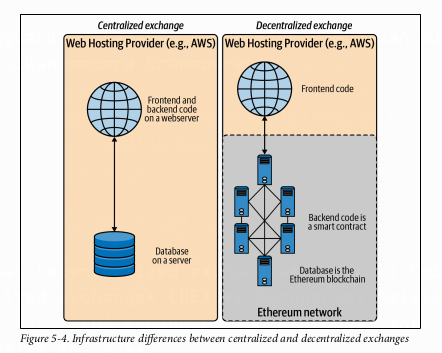 Centralized exchange
Decentralized exchange
Web Hosting Provider (e.g., AWS)
Web Hosting Provider (e.g., AWS)
Frontend and
backend code
on a webserver
Frontend code
Database
on a server
Backend code is
a smart contract
Database is the
Ethereum blockchain
Ethereum network
Figure 5-4. Infrastructure differences between centralized and decentralized exchanges